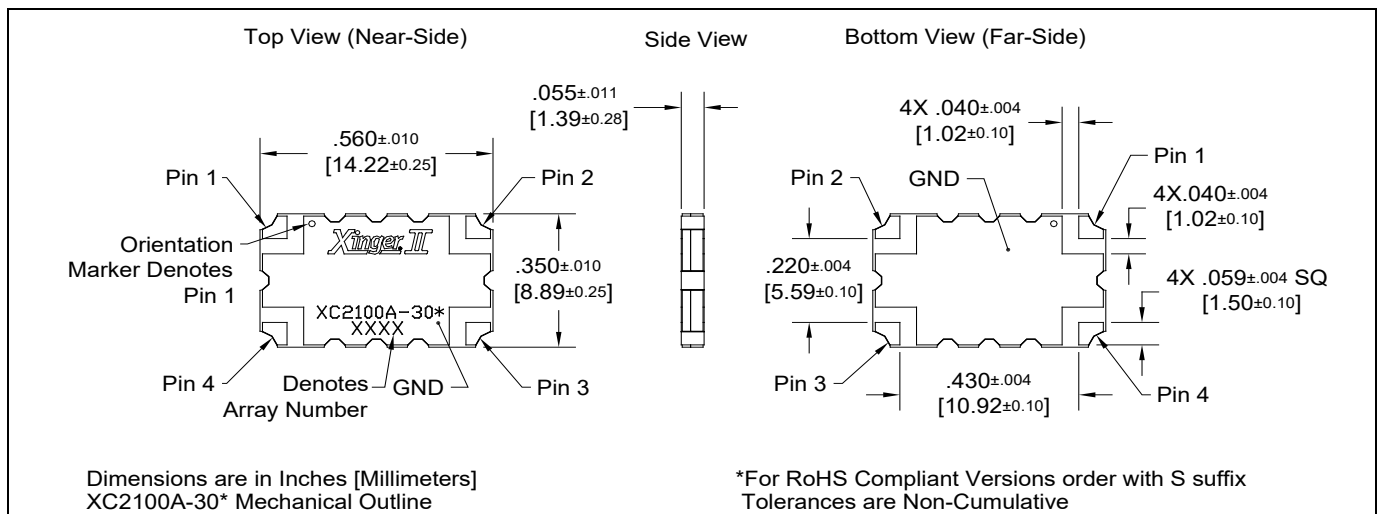 Top View (Near-Side)
Side View
Bottom View (Far-Side)
.055±.011
[1.39±0.28]
4X .040±.004
[1.02±0.10]
.560±.010
[14.22±0.25]
Pin 1
Pin 2
Pin 2
GND
Pin 1
4X.040±.004
[1.02±0.10]
Orientation
Marker Denotes
Pin 1
Xinger II
.350±.010
[8.89±0.25]
.220±.004
[5.59±0.10]
4X .059±.004 SQ
[1.50±0.10]
XC2100A-30*
XXXX
Pin 4
Denotes
Array Number
GND
Pin 3
Pin 3
.430±.004
[10.92±0.10]
Pin 4
Dimensions are in Inches [Millimeters]
XC2100A-30* Mechanical Outline
*For RoHS Compliant Versions order with S suffix
Tolerances are Non-Cumulative